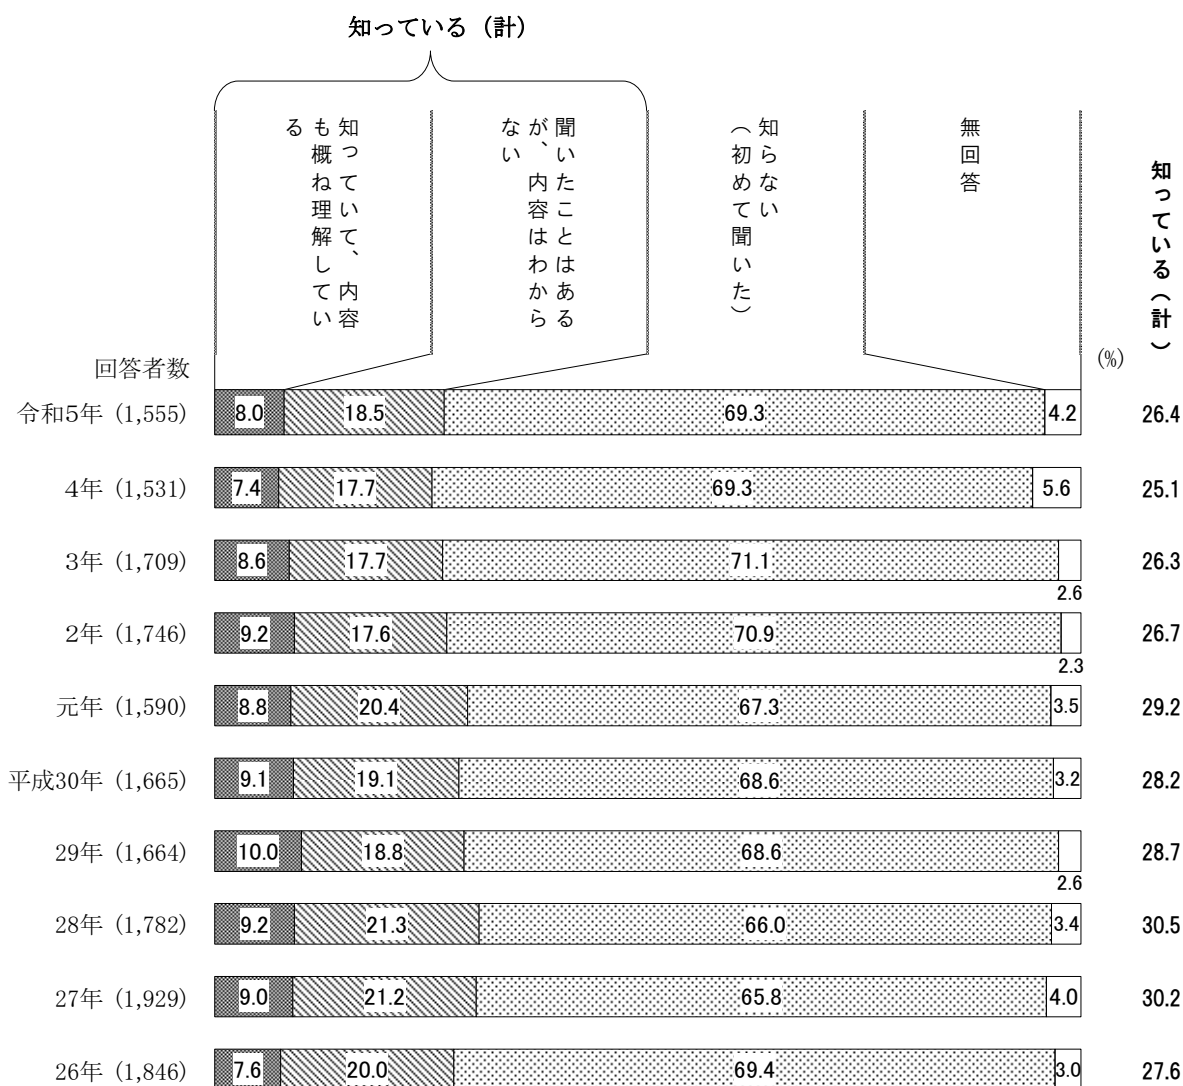 知っている（計）
知っていて、内容
も概ね理解してい
る
聞いたことはある
が、内容はわから
ない
知らない
（初めて聞いた）
無回答
知っている（計）
回答者数
(%)
令和5年 (1,555) 8.0 18.5 69.3 4.2 26.4
4年 (1,531) 7.4 17.7 69.3 5.6 25.1
3年 (1,709) 8.6 17.7 71.1 26.3
2.6
2年 (1,746) 9.2 17.6 70.9 26.7
2.3
元年 (1,590) 8.8 20.4 67.3 3.5 29.2
平成30年 (1,665) 9.1 19.1 68.6 3.2 28.2
29年 (1,664) 10.0 18.8 68.6 28.7
2.6
28年 (1,782) 9.2 21.3 66.0 3.4 30.5
27年 (1,929) 9.0 21.2 65.8 4.0 30.2
26年 (1,846) 7.6 20.0 69.4 3.0 27.6